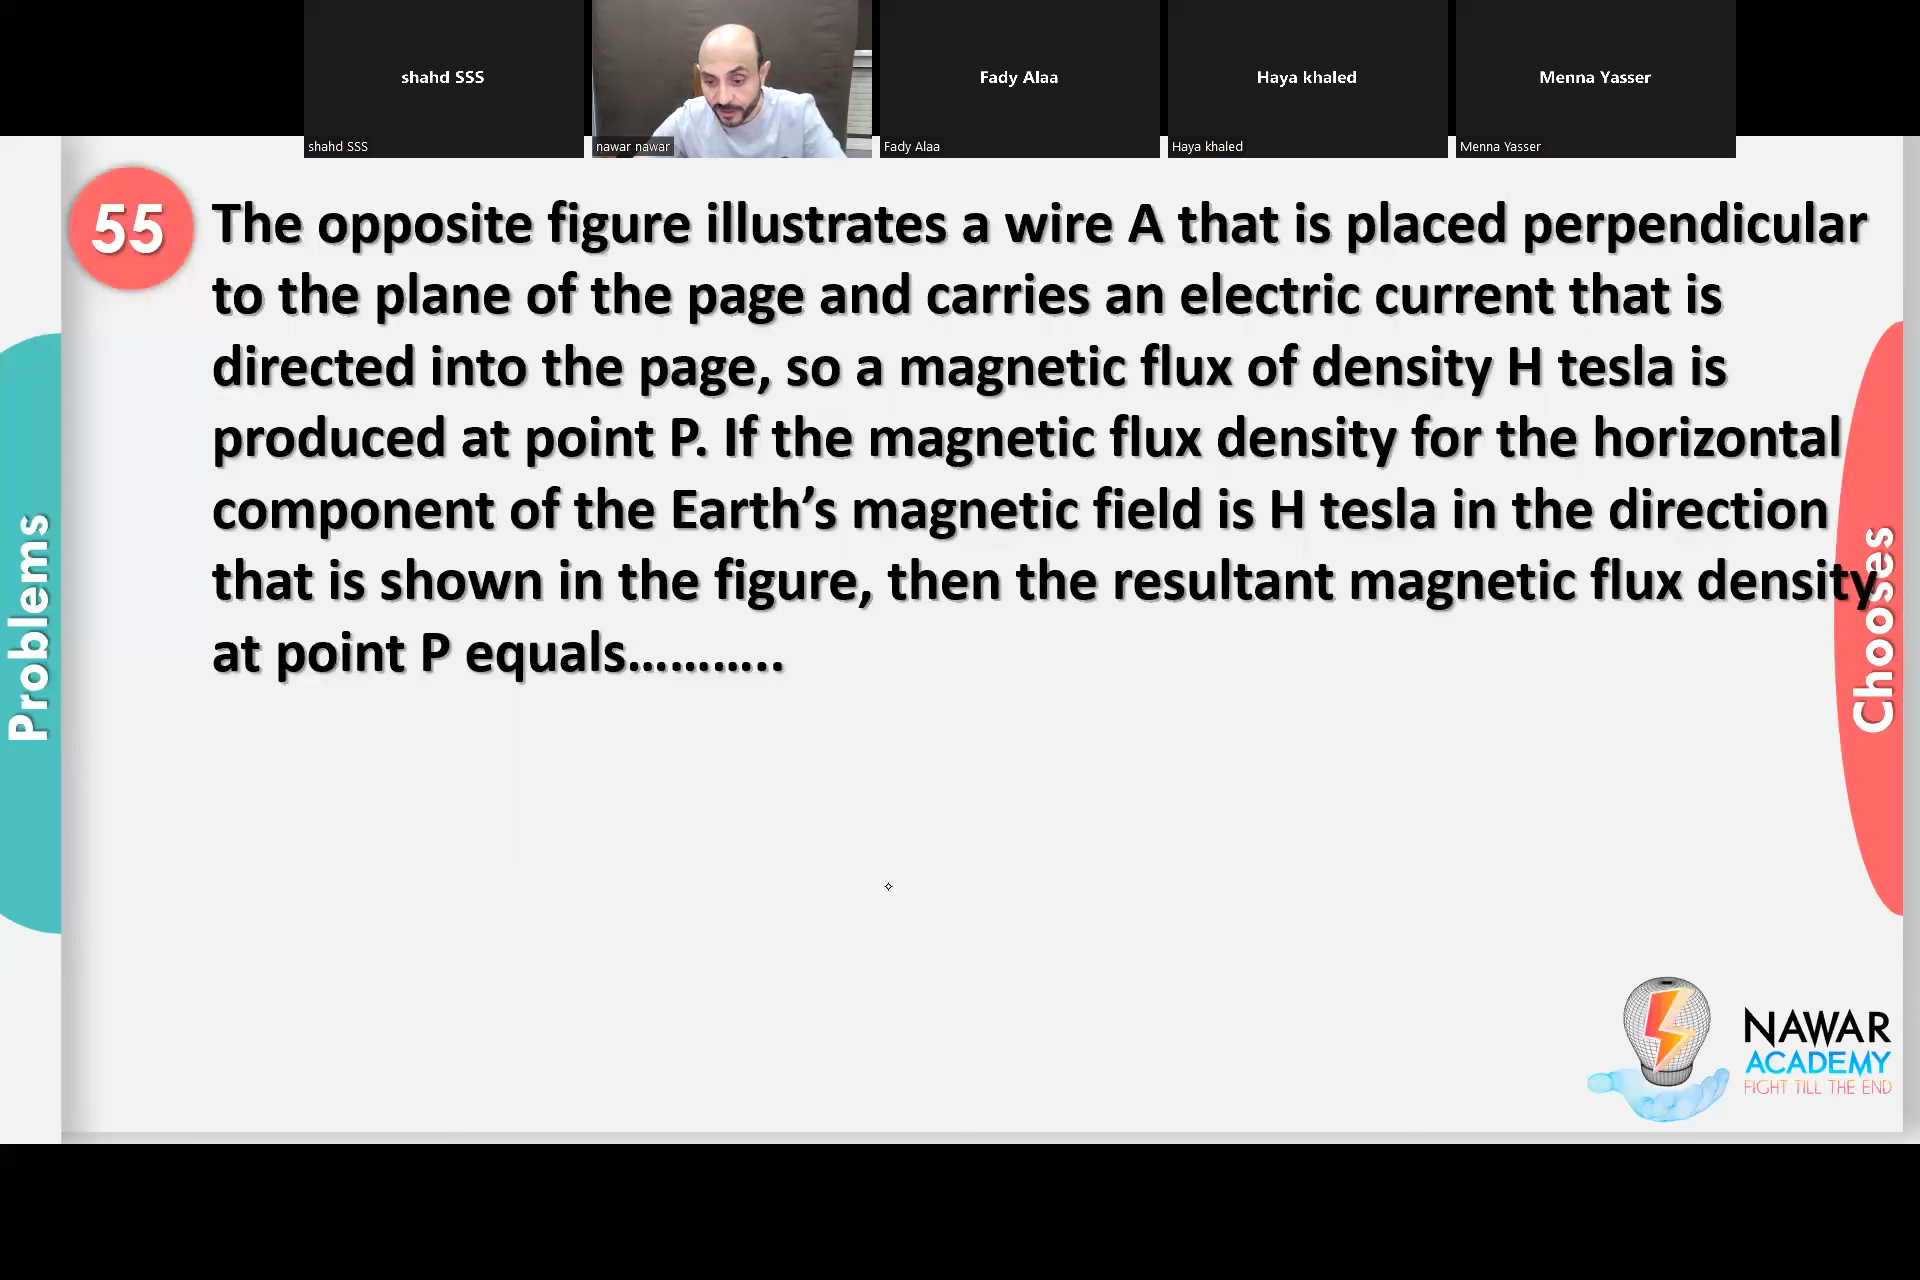 shahd SSS
Fady Alaa
Haya khaled
Menna Yasser
shahd SSS
nawar nawar
Fady Alaa
Haya khaled
Menna Yasser
55
The opposite figure illustrates a wire A that is placed perpendicular
to the plane of the page and carries an electric current that is
directed into the page, so a magnetic flux of density H tesla is
produced at point P. If the magnetic flux density for the horizontal
component of the Earth’s magnetic field is H tesla in the direction
that is shown in the figure, then the resultant magnetic flux density
at point P equals………..
Problems
Chooses
NAWAR
ACADEMY
FIGHT TILL THE END